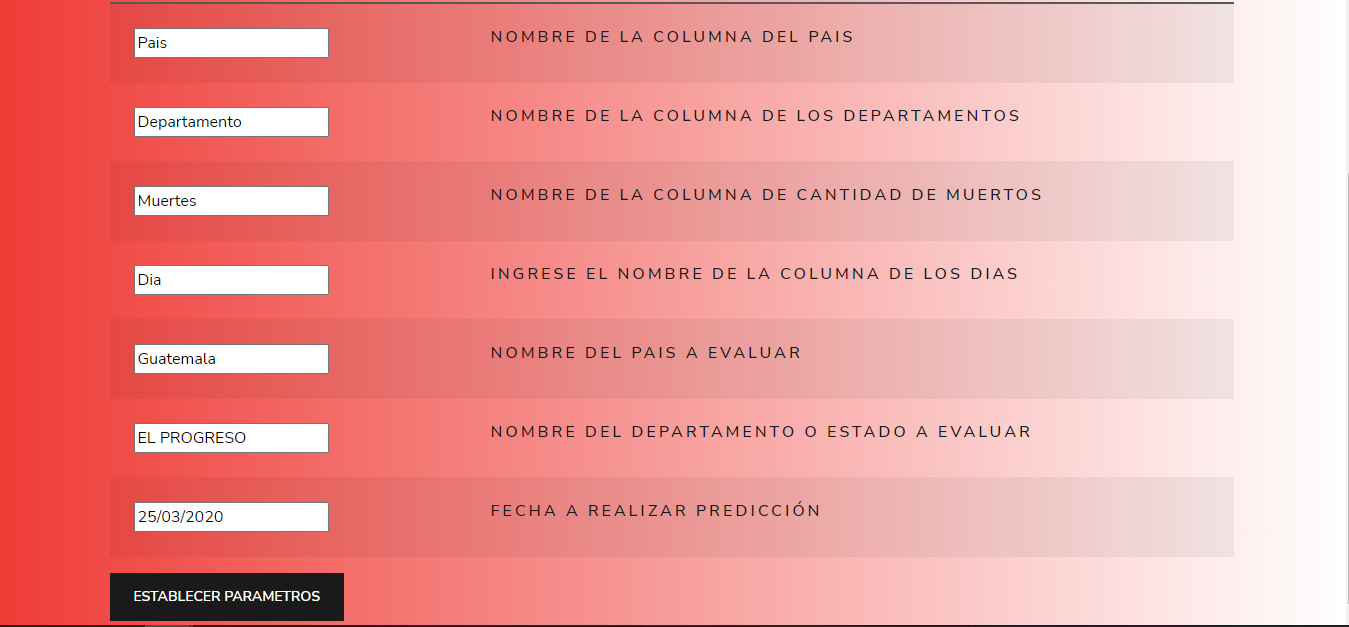 Pais NOMBRE DE LA COLUMNA DEL PAIS
Departamento NOMBRE DE LA COLUMNA DE LOS DEPARTAMENTOS
Muertes NOMBRE DE LA COLUMNA DE CANTIDAD DE MUERTOS
Dia INGRESE EL NOMBRE DE LA COLUMNA DE LOS DIAS
Guatemala NOMBRE DEL PAIS A EVALUAR
EL PROGRESO NOMBRE DEL DEPARTAMENTO O ESTADO A EVALUAR
25/03/2020 FECHA A REALIZAR PREDICCIÓN
ESTABLECER PARAMETROS